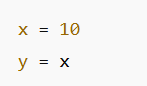 x = 10
y = x